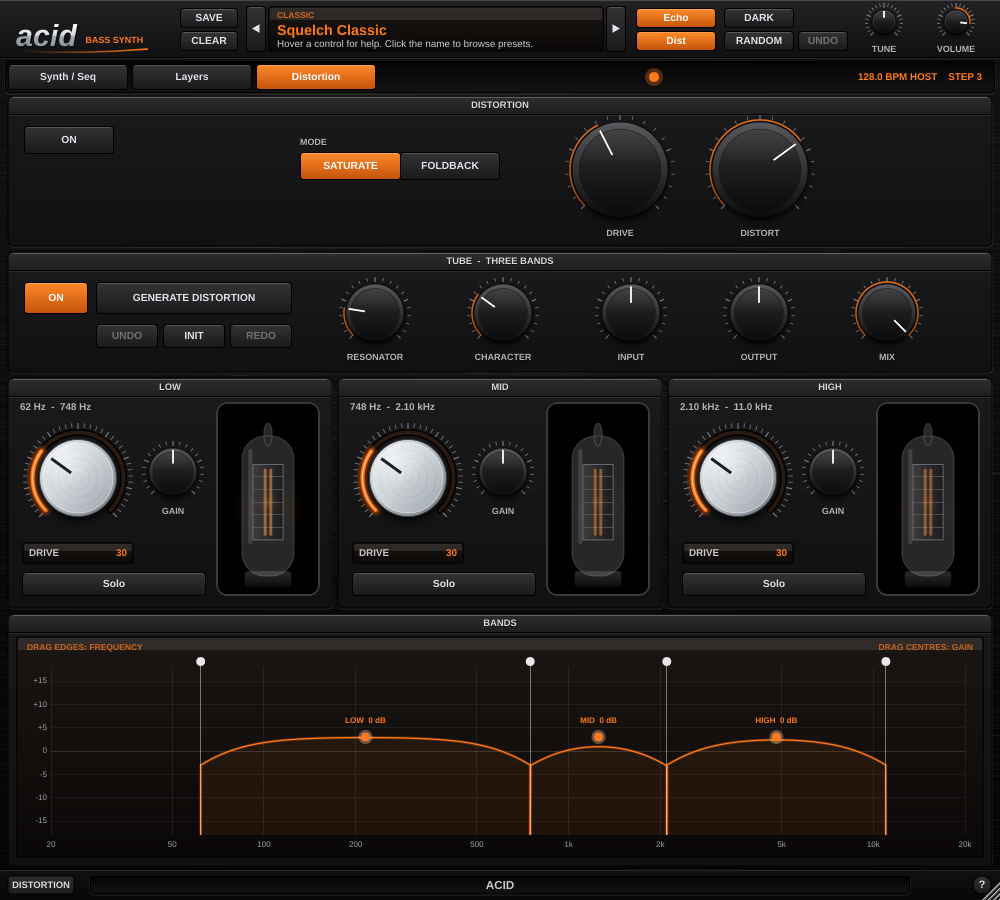 acid BASS SYNTH
SAVE
CLEAR
CLASSIC
Squelch Classic
Hover a control for help. Click the name to browse presets.
Echo
Dist
DARK
RANDOM UNDO
TUNE VOLUME
Synth / Seq Layers Distortion
128.0 BPM HOST STEP 3
DISTORTION
ON
MODE
SATURATE FOLDBACK
DRIVE DISTORT
TUBE - THREE BANDS
ON GENERATE DISTORTION
UNDO INIT REDO
RESONATOR CHARACTER INPUT OUTPUT MIX
LOW
62 Hz - 748 Hz
GAIN
DRIVE 30
Solo
MID
748 Hz - 2.10 kHz
GAIN
DRIVE 30
Solo
HIGH
2.10 kHz - 11.0 kHz
GAIN
DRIVE 30
Solo
BANDS
DRAG EDGES: FREQUENCY DRAG CENTRES: GAIN
+15
+10
+5
0
-5
-10
-15
LOW 0 dB MID 0 dB HIGH 0 dB
20 50 100 200 500 1k 2k 5k 10k 20k
DISTORTION ACID ?